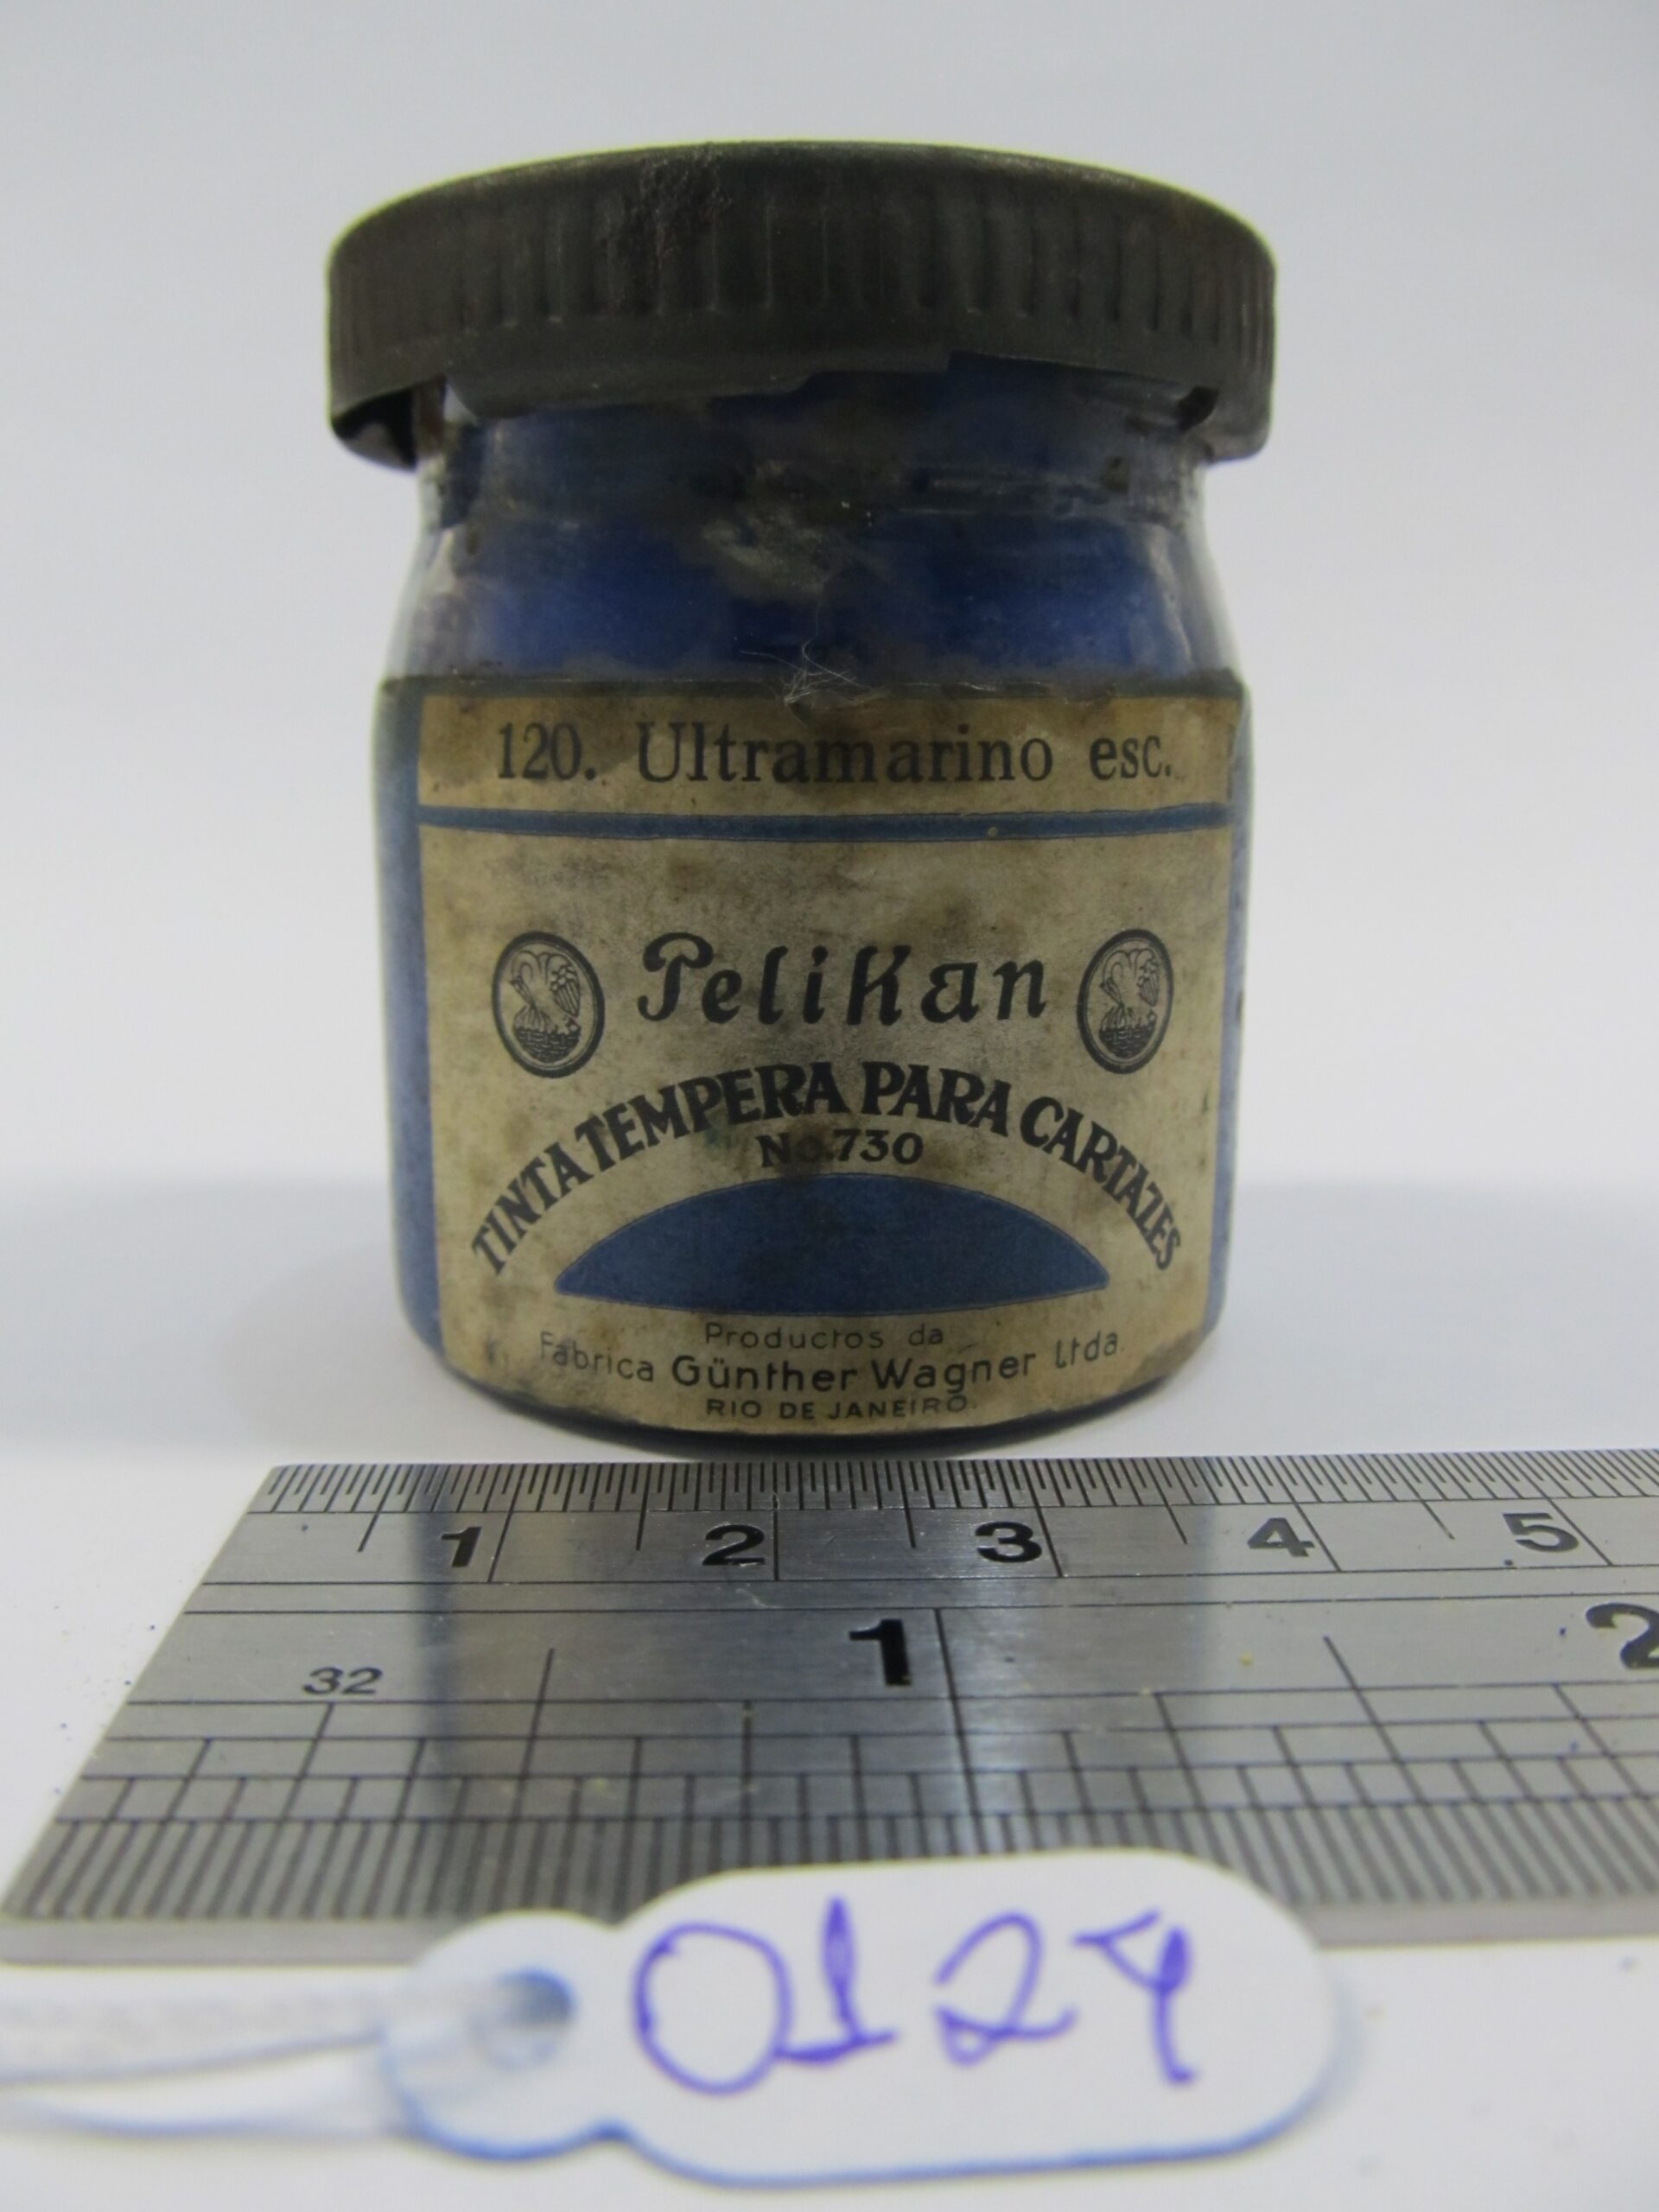 120. Ultramarino esc.
Pelikan
TINTA TEMPERA PARA CARTAZES
No. 730
Productos da
Fabrica Günther Wagner Ltda.
RIO DE JANEIRO.
1 2 3 4 5
1 2
32
0124